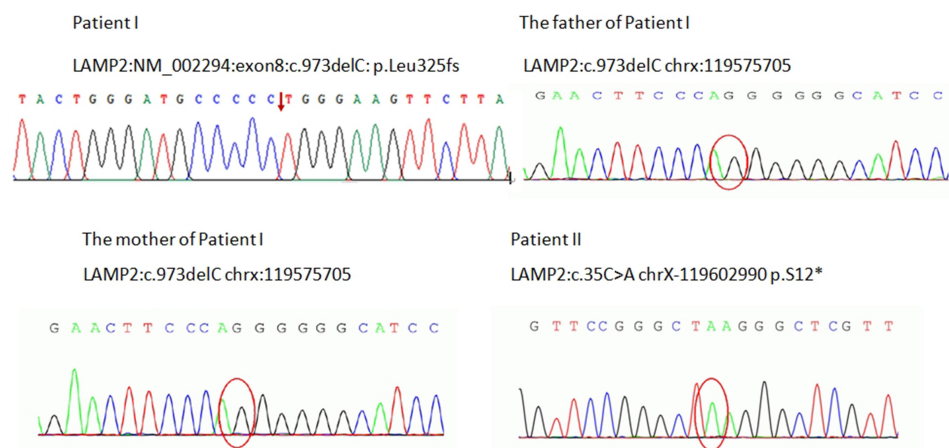 Patient I
LAMP2:NM_002294:exon8:c.973delC: p.Leu325fs
T A C T G G G A T G C C C C C T G G G A A G T T C T T A
The father of Patient I
LAMP2:c.973delC chrx:119575705
G A A C T T C C C A G G G G G G C A T C C
The mother of Patient I
LAMP2:c.973delC chrx:119575705
G A A C T T C C C A G G G G G G C A T C C
Patient II
LAMP2:c.35C>A chrX-119602990 p.S12*
G T T C C G G G C T A A G G G C T C G T T